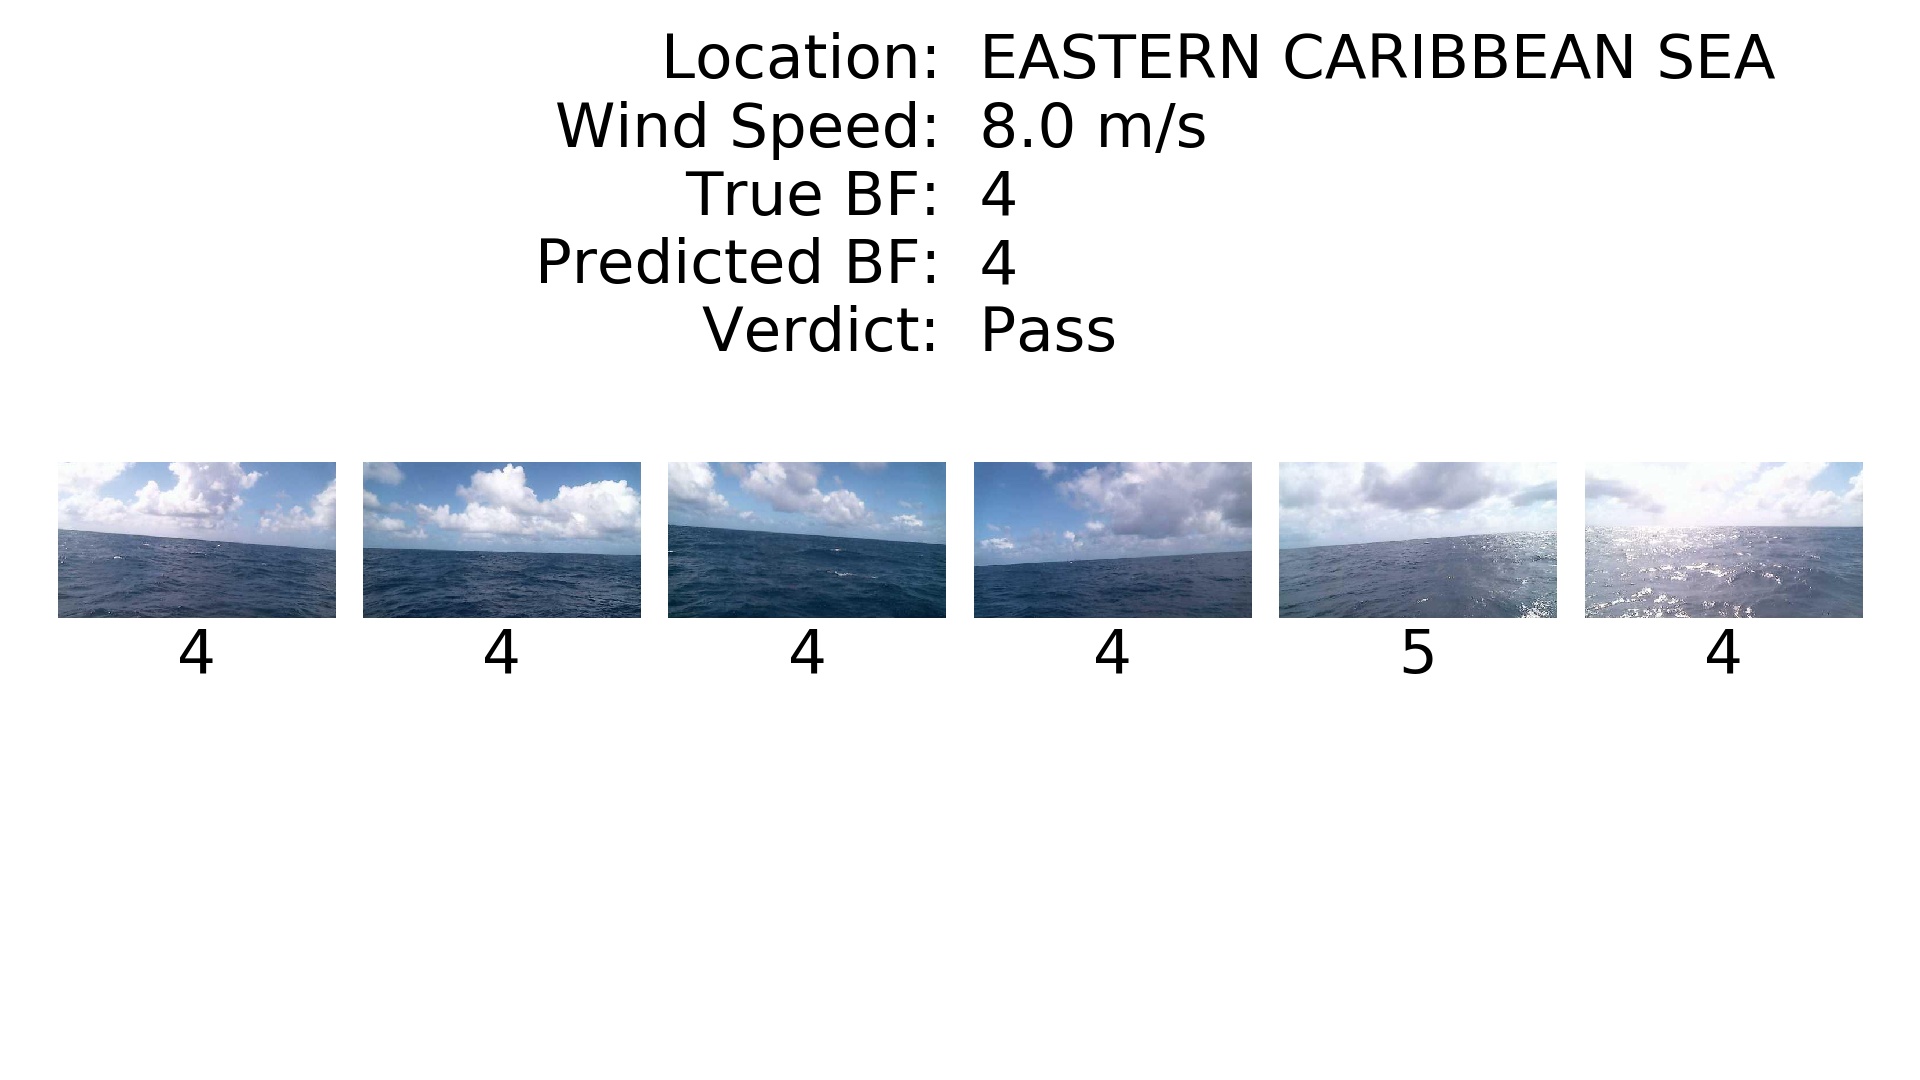 Location: EASTERN CARIBBEAN SEA
Wind Speed: 8.0 m/s
True BF: 4
Predicted BF: 4
Verdict: Pass
4 4 4 4 5 4